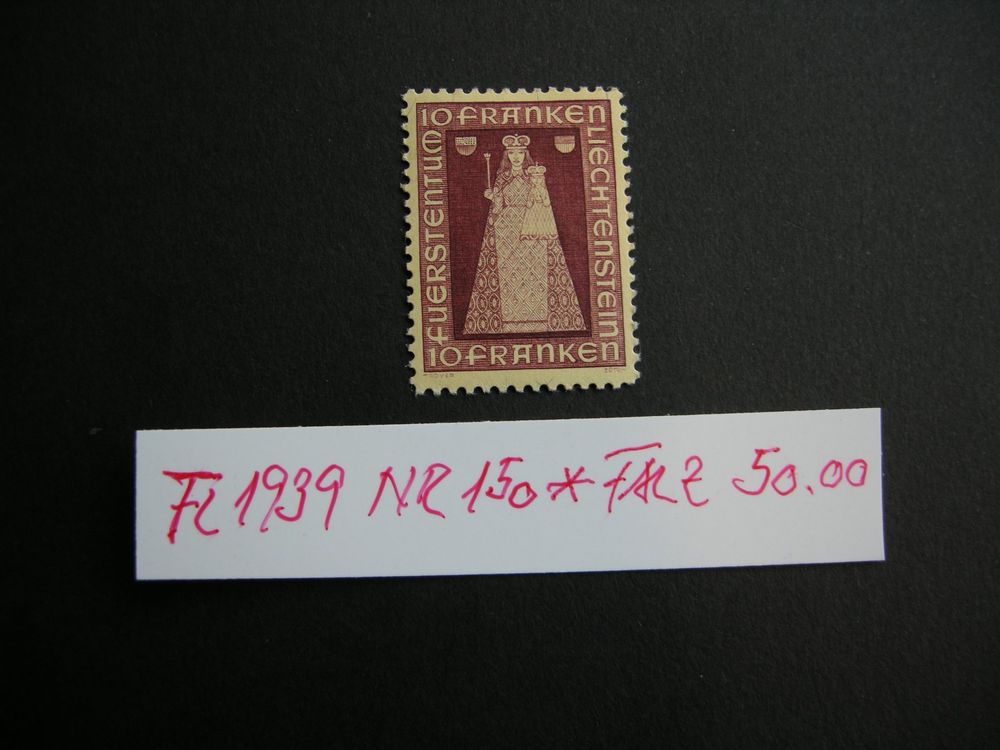 10 FRANKEN
FUERSTENTUM
LIECHTENSTEIN
10 FRANKEN
FL 1939 NR 150 * FALZ 50.00